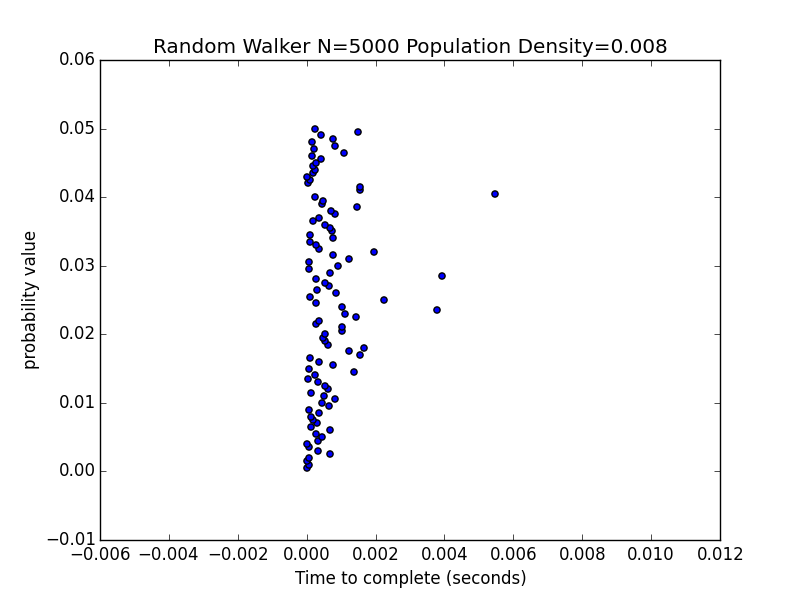 Random Walker N=5000 Population Density=0.008
0.06
0.05
0.04
0.03
0.02
0.01
0.00
−0.01
probability value
−0.006 −0.004 −0.002 0.000 0.002 0.004 0.006 0.008 0.010 0.012
Time to complete (seconds)